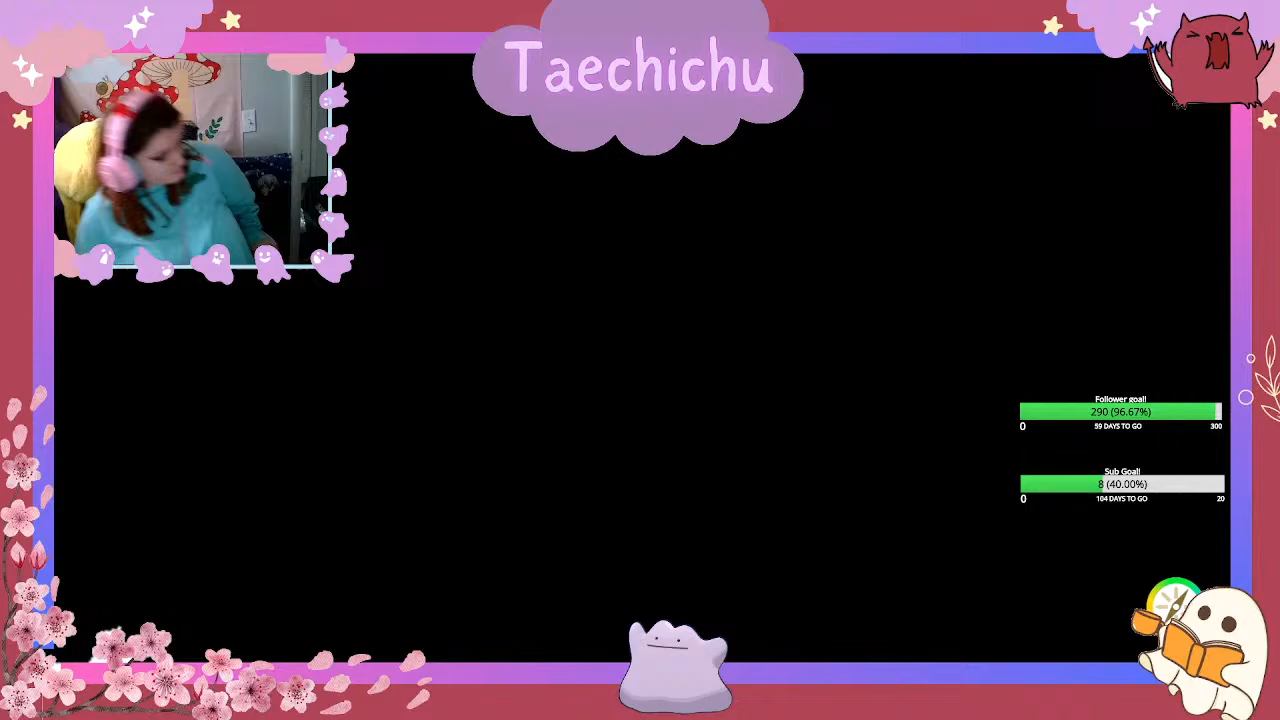 Taechichu
Follower goal!
290 (96.67%)
0 59 DAYS TO GO 300
Sub Goal!
8 (40.00%)
0 104 DAYS TO GO 20